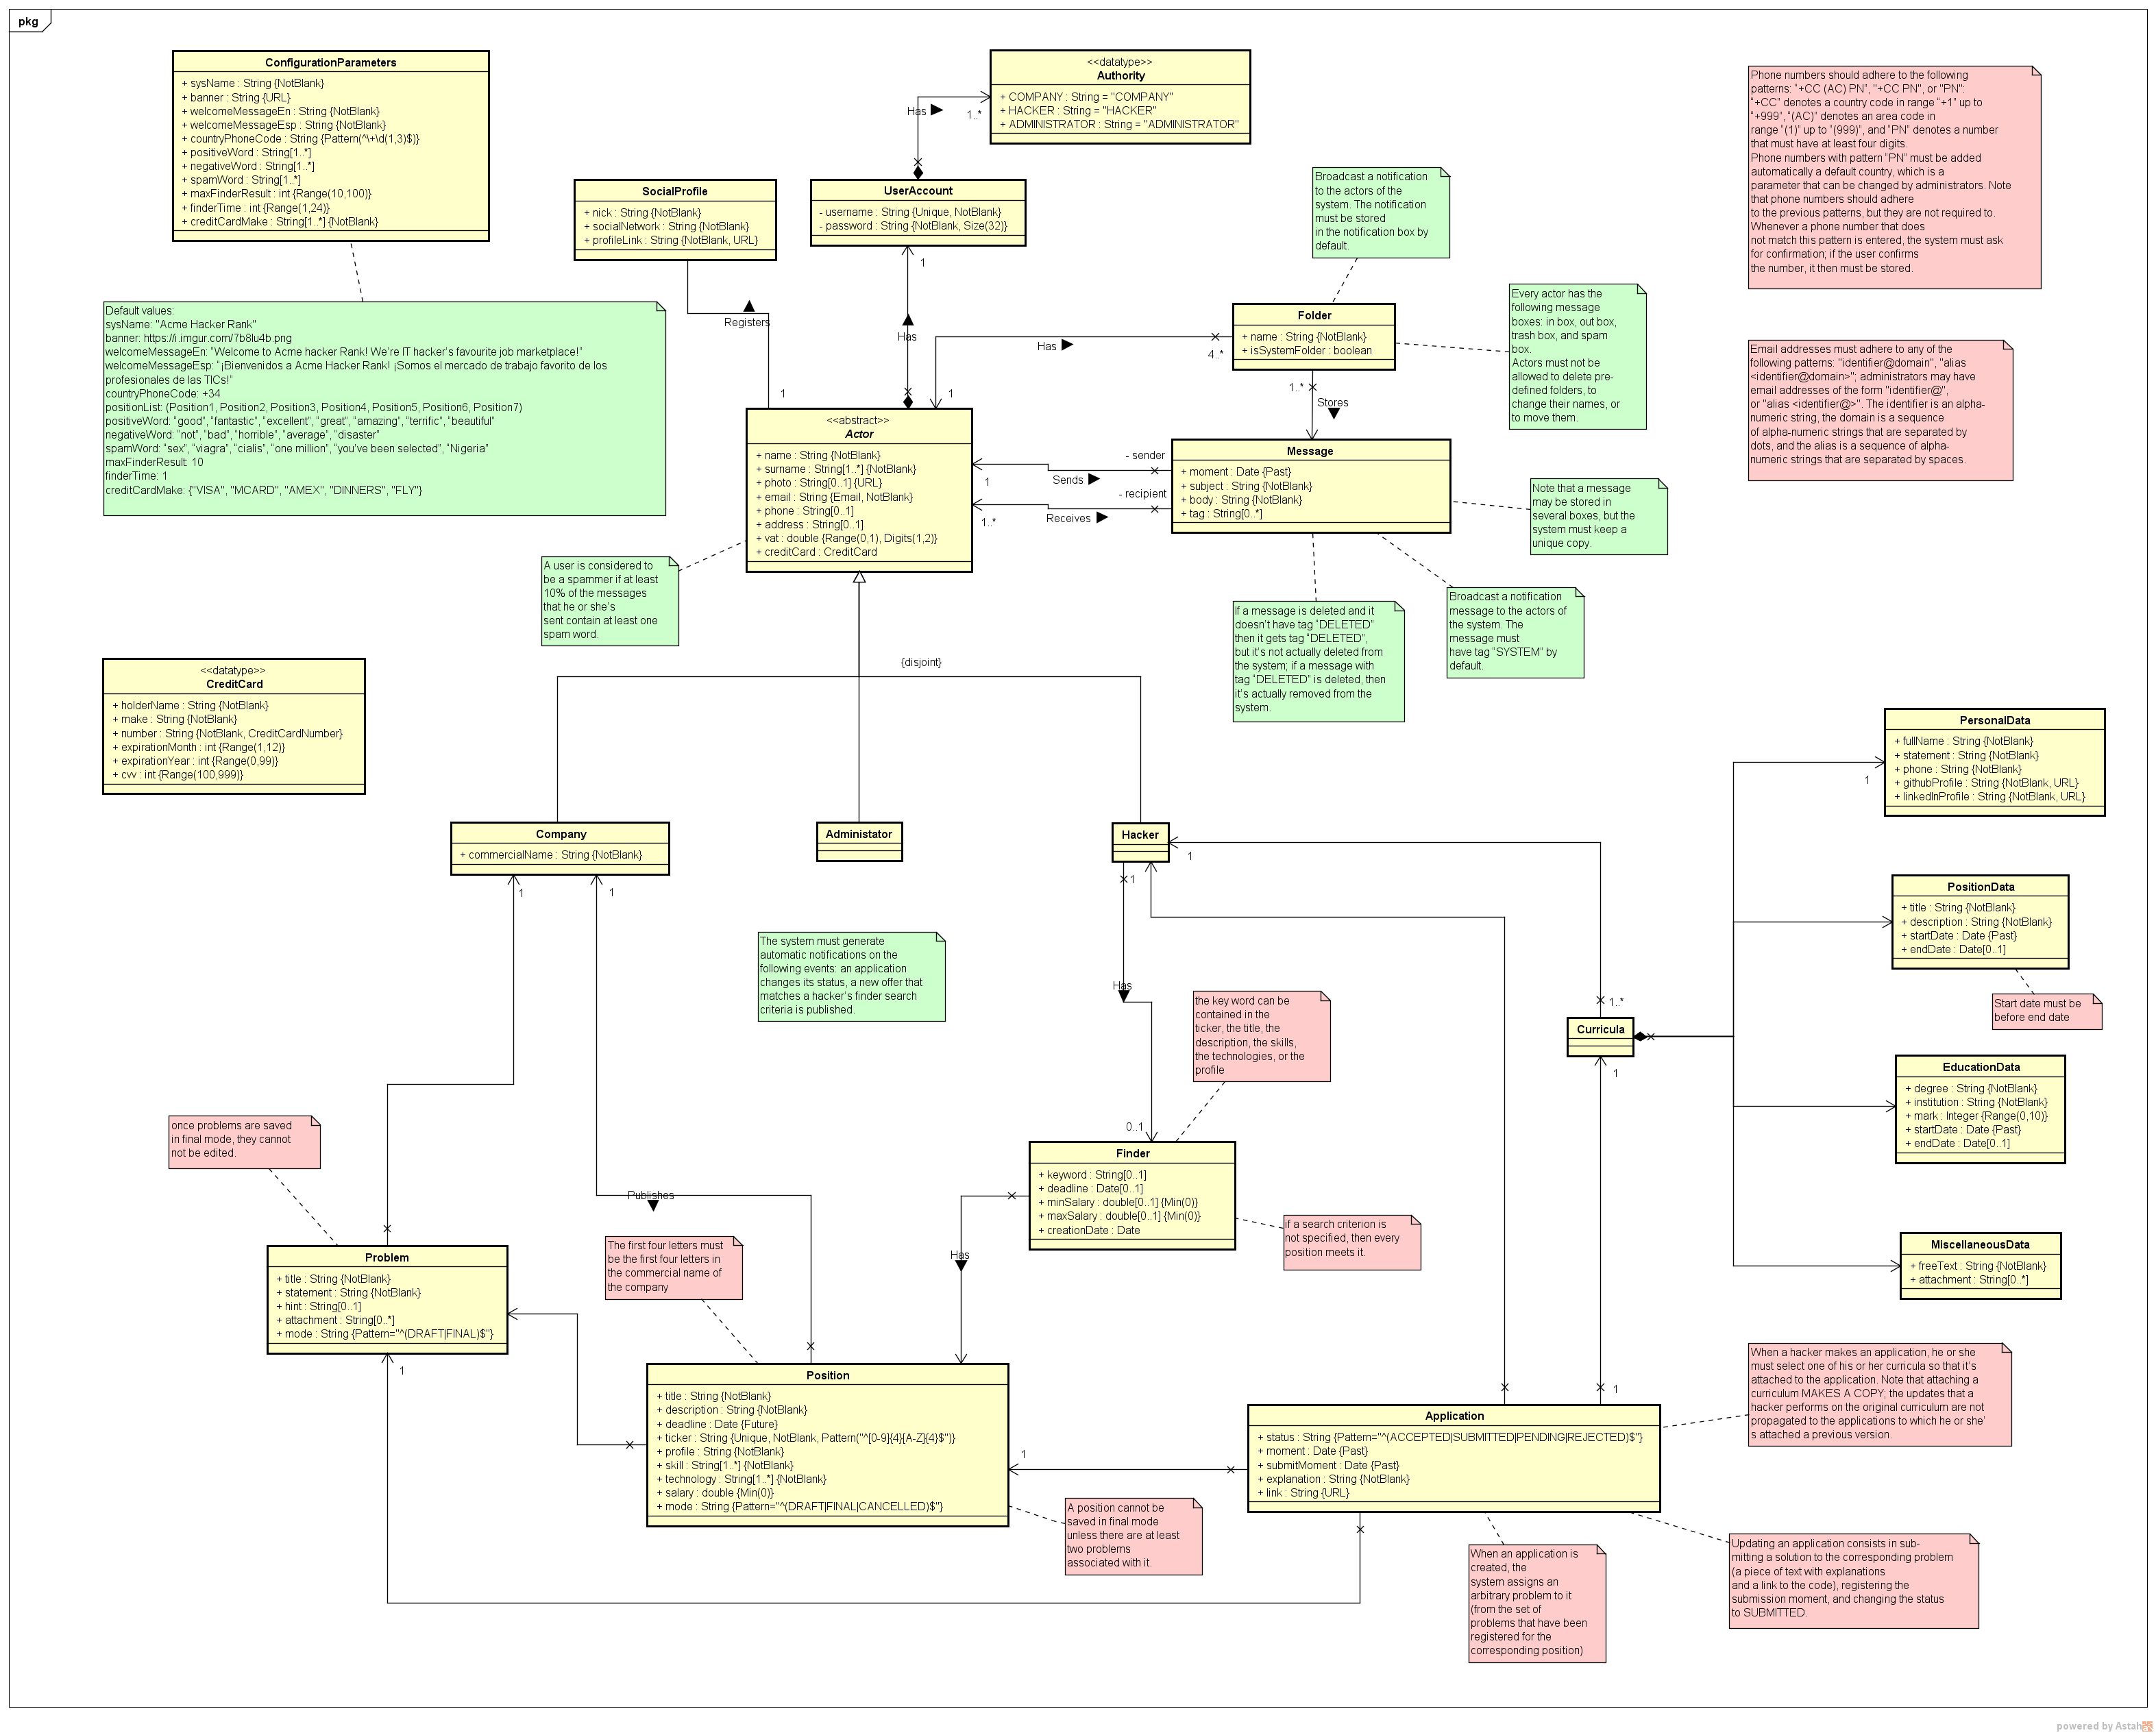 pkg
ConfigurationParameters
+ sysName : String {NotBlank}
+ banner : String {URL}
+ welcomeMessageEn : String {NotBlank}
+ welcomeMessageEsp : String {NotBlank}
+ countryPhoneCode : String {Pattern(^\+\d(1,3)$)}
+ positiveWord : String[1..*]
+ negativeWord : String[1..*]
+ spamWord : String[1..*]
+ maxFinderResult : int {Range(10,100)}
+ finderTime : int {Range(1,24)}
+ creditCardMake : String[1..*] {NotBlank}
<<datatype>>
Authority
+ COMPANY : String = "COMPANY"
+ HACKER : String = "HACKER"
+ ADMINISTRATOR : String = "ADMINISTRATOR"
Has
1..*
Phone numbers should adhere to the following
patterns: "+CC (AC) PN", "+CC PN", or "PN":
"+CC" denotes a country code in range "+1" up to
"+999", "(AC)" denotes an area code in
range "(1)" up to "(999)", and "PN" denotes a number
that must have at least four digits.
Phone numbers with pattern "PN" must be added
automatically a default country, which is a
parameter that can be changed by administrators. Note
that phone numbers should adhere
to the previous patterns, but they are not required to.
Whenever a phone number that does
not match this pattern is entered, the system must ask
for confirmation; if the user confirms
the number, it then must be stored.
SocialProfile
+ nick : String {NotBlank}
+ socialNetwork : String {NotBlank}
+ profileLink : String {NotBlank, URL}
UserAccount
- username : String {Unique, NotBlank}
- password : String {NotBlank, Size(32)}
Broadcast a notification
to the actors of the
system. The notification
must be stored
in the notification box by
default.
1
Registers
Has
Default values:
sysName: "Acme Hacker Rank"
banner: https://i.imgur.com/7b8lu4b.png
welcomeMessageEn: "Welcome to Acme hacker Rank! We're IT hacker's favourite job marketplace!"
welcomeMessageEsp: "¡Bienvenidos a Acme Hacker Rank! ¡Somos el mercado de trabajo favorito de los
profesionales de las TICs!"
countryPhoneCode: +34
positionList: (Position1, Position2, Position3, Position4, Position5, Position6, Position7)
positiveWord: "good", "fantastic", "excellent", "great", "amazing", "terrific", "beautiful"
negativeWord: "not", "bad", "horrible", "average", "disaster"
spamWord: "sex", "viagra", "cialis", "one million", "you've been selected", "Nigeria"
maxFinderResult: 10
finderTime: 1
creditCardMake: {"VISA", "MCARD", "AMEX", "DINNERS", "FLY"}
Folder
+ name : String {NotBlank}
+ isSystemFolder : boolean
Has
4..*
1
1
Every actor has the
following message
boxes: in box, out box,
trash box, and spam
box.
Actors must not be
allowed to delete pre-
defined folders, to
change their names, or
to move them.
Email addresses must adhere to any of the
following patterns: "identifier@domain", "alias
<identifier@domain>"; administrators may have
email addresses of the form "identifier@",
or "alias <identifier@>". The identifier is an alpha-
numeric string, the domain is a sequence
of alpha-numeric strings that are separated by
dots, and the alias is a sequence of alpha-
numeric strings that are separated by spaces.
1..*
Stores
<<abstract>>
Actor
+ name : String {NotBlank}
+ surname : String[1..*] {NotBlank}
+ photo : String[0..1] {URL}
+ email : String {Email, NotBlank}
+ phone : String[0..1]
+ address : String[0..1]
+ vat : double {Range(0,1), Digits(1,2)}
+ creditCard : CreditCard
- sender
1
Sends
- recipient
1..*
Receives
Message
+ moment : Date {Past}
+ subject : String {NotBlank}
+ body : String {NotBlank}
+ tag : String[0..*]
Note that a message
may be stored in
several boxes, but the
system must keep a
unique copy.
A user is considered to
be a spammer if at least
10% of the messages
that he or she's
sent contain at least one
spam word.
If a message is deleted and it
doesn't have tag "DELETED"
then it gets tag "DELETED",
but it's not actually deleted from
the system; if a message with
tag "DELETED" is deleted, then
it's actually removed from the
system.
Broadcast a notification
message to the actors of
the system. The
message must
have tag "SYSTEM" by
default.
{disjoint}
<<datatype>>
CreditCard
+ holderName : String {NotBlank}
+ make : String {NotBlank}
+ number : String {NotBlank, CreditCardNumber}
+ expirationMonth : int {Range(1,12)}
+ expirationYear : int {Range(0,99)}
+ cvv : int {Range(100,999)}
PersonalData
+ fullName : String {NotBlank}
+ statement : String {NotBlank}
+ phone : String {NotBlank}
+ githubProfile : String {NotBlank, URL}
+ linkedInProfile : String {NotBlank, URL}
1
Company
+ commercialName : String {NotBlank}
Administator
Hacker
1
1
1
1
PositionData
+ title : String {NotBlank}
+ description : String {NotBlank}
+ startDate : Date {Past}
+ endDate : Date[0..1]
The system must generate
automatic notifications on the
following events: an application
changes its status, a new offer that
matches a hacker's finder search
criteria is published.
Has
the key word can be
contained in the
ticker, the title, the
description, the skills,
the technologies, or the
profile
1..*
Curricula
1
Start date must be
before end date
EducationData
+ degree : String {NotBlank}
+ institution : String {NotBlank}
+ mark : Integer {Range(0,10)}
+ startDate : Date {Past}
+ endDate : Date[0..1]
once problems are saved
in final mode, they cannot
not be edited.
0..1
Finder
+ keyword : String[0..1]
+ deadline : Date[0..1]
+ minSalary : double[0..1] {Min(0)}
+ maxSalary : double[0..1] {Min(0)}
+ creationDate : Date
Publishes
Has
if a search criterion is
not specified, then every
position meets it.
The first four letters must
be the first four letters in
the commercial name of
the company
Problem
+ title : String {NotBlank}
+ statement : String {NotBlank}
+ hint : String[0..1]
+ attachment : String[0..*]
+ mode : String {Pattern="^(DRAFT|FINAL)$"}
MiscellaneousData
+ freeText : String {NotBlank}
+ attachment : String[0..*]
1
Position
+ title : String {NotBlank}
+ description : String {NotBlank}
+ deadline : Date {Future}
+ ticker : String {Unique, NotBlank, Pattern("^[0-9]{4}[A-Z]{4}$")}
+ profile : String {NotBlank}
+ skill : String[1..*] {NotBlank}
+ technology : String[1..*] {NotBlank}
+ salary : double {Min(0)}
+ mode : String {Pattern="^(DRAFT|FINAL|CANCELLED)$"}
1
1
Application
+ status : String {Pattern="^(ACCEPTED|SUBMITTED|PENDING|REJECTED)$"}
+ moment : Date {Past}
+ submitMoment : Date {Past}
+ explanation : String {NotBlank}
+ link : String {URL}
When a hacker makes an application, he or she
must select one of his or her curricula so that it's
attached to the application. Note that attaching a
curriculum MAKES A COPY; the updates that a
hacker performs on the original curriculum are not
propagated to the applications to which he or she'
s attached a previous version.
A position cannot be
saved in final mode
unless there are at least
two problems
associated with it.
When an application is
created, the
system assigns an
arbitrary problem to it
(from the set of
problems that have been
registered for the
corresponding position)
Updating an application consists in sub-
mitting a solution to the corresponding problem
(a piece of text with explanations
and a link to the code), registering the
submission moment, and changing the status
to SUBMITTED.
powered by Astah